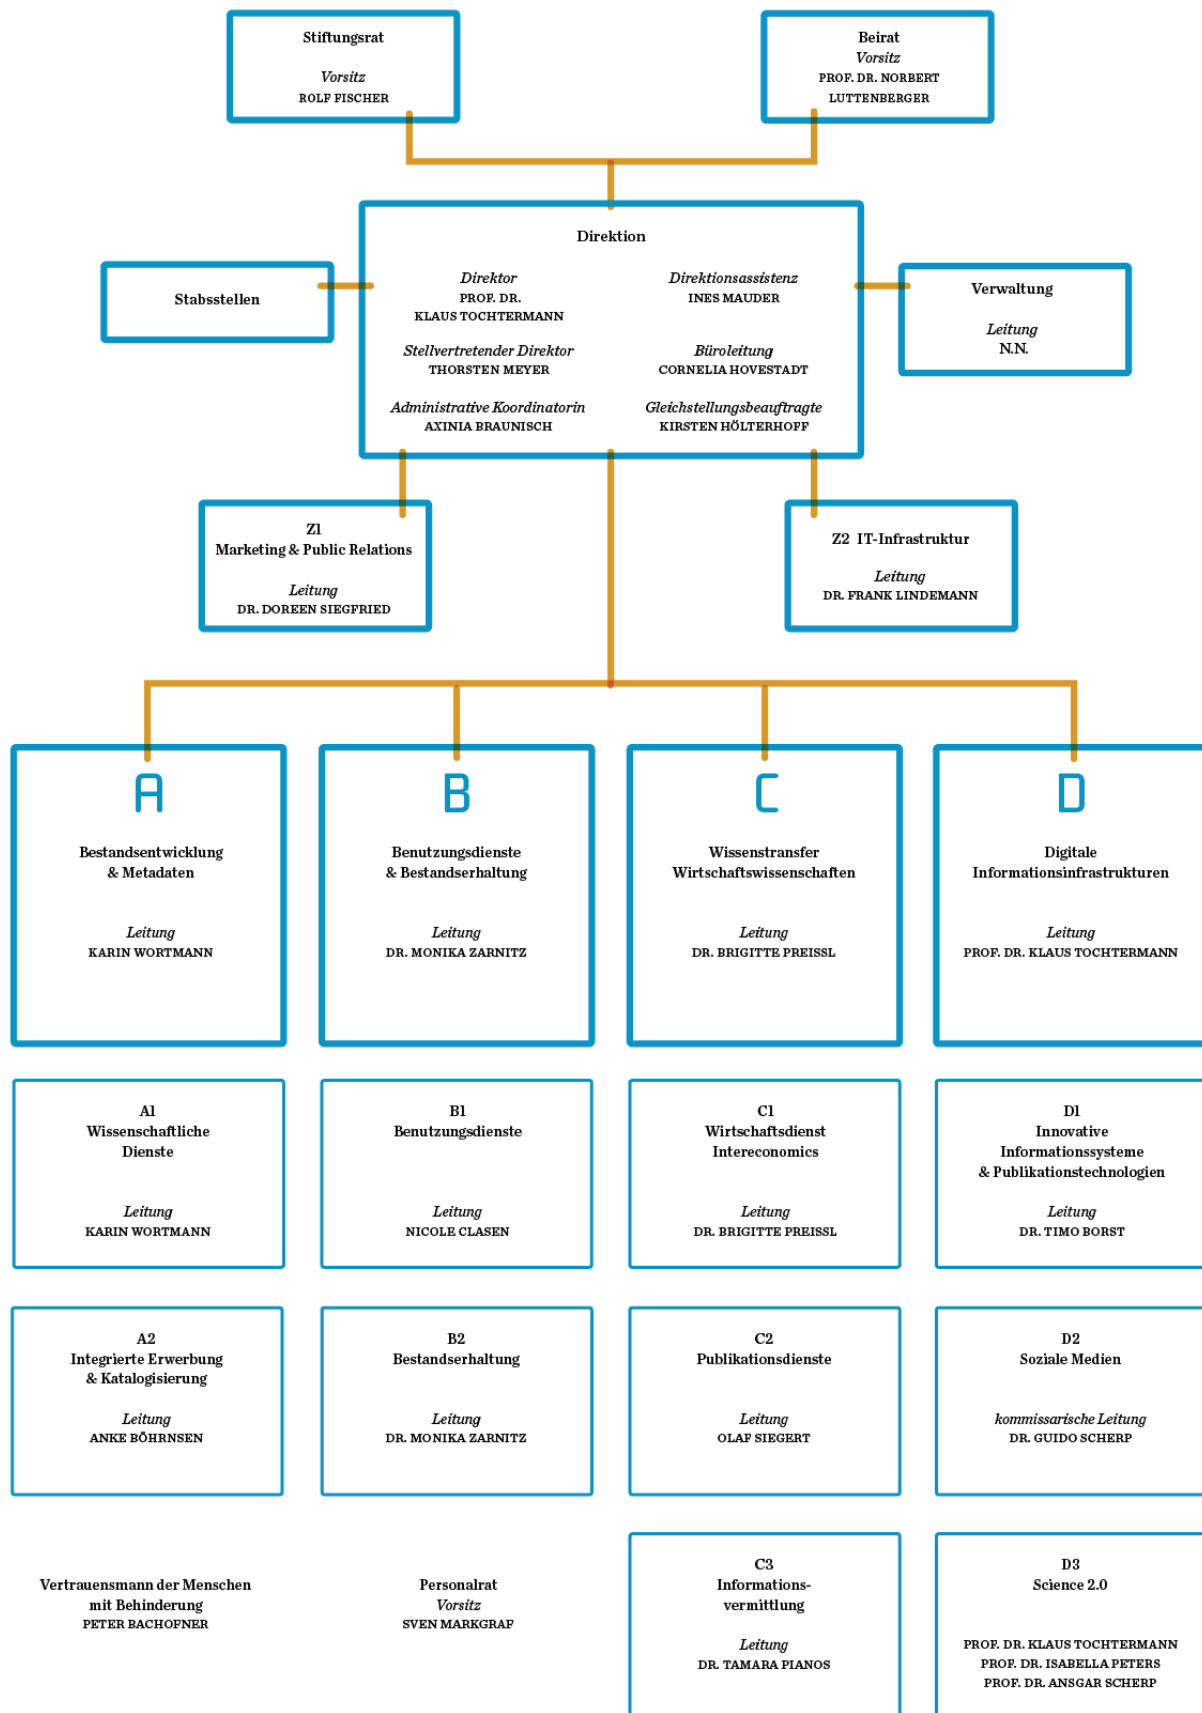 Stiftungsrat
Vorsitz
ROLF FISCHER
Beirat
Vorsitz
PROF. DR. NORBERT
LUTTENBERGER
Direktion
Direktor
PROF. DR.
KLAUS TOCHTERMANN
Direktionsassistenz
INES MAUDER
Stellvertretender Direktor
THORSTEN MEYER
Büroleitung
CORNELIA HOVESTADT
Administrative Koordinatorin
AXINIA BRAUNISCH
Gleichstellungsbeauftragte
KIRSTEN HÖLTERHOFF
Stabsstellen
Verwaltung
Leitung
N.N.
Z1
Marketing & Public Relations
Leitung
DR. DOREEN SIEGFRIED
Z2 IT-Infrastruktur
Leitung
DR. FRANK LINDEMANN
A
Bestandsentwicklung
& Metadaten
Leitung
KARIN WORTMANN
B
Benutzungsdienste
& Bestandserhaltung
Leitung
DR. MONIKA ZARNITZ
C
Wissenstransfer
Wirtschaftswissenschaften
Leitung
DR. BRIGITTE PREISSL
D
Digitale
Informationsinfrastrukturen
Leitung
PROF. DR. KLAUS TOCHTERMANN
A1
Wissenschaftliche
Dienste
Leitung
KARIN WORTMANN
B1
Benutzungsdienste
Leitung
NICOLE CLASEN
C1
Wirtschaftsdienst
Intereconomics
Leitung
DR. BRIGITTE PREISSL
D1
Innovative
Informationssysteme
& Publikationstechnologien
Leitung
DR. TIMO BORST
A2
Integrierte Erwerbung
& Katalogisierung
Leitung
ANKE BÖHRNSEN
B2
Bestandserhaltung
Leitung
DR. MONIKA ZARNITZ
C2
Publikationsdienste
Leitung
OLAF SIEGERT
D2
Soziale Medien
kommissarische Leitung
DR. GUIDO SCHERP
Vertrauensmann der Menschen
mit Behinderung
PETER BACHOFNER
Personalrat
Vorsitz
SVEN MARKGRAF
C3
Informations-
vermittlung
Leitung
DR. TAMARA PIANOS
D3
Science 2.0
PROF. DR. KLAUS TOCHTERMANN
PROF. DR. ISABELLA PETERS
PROF. DR. ANSGAR SCHERP